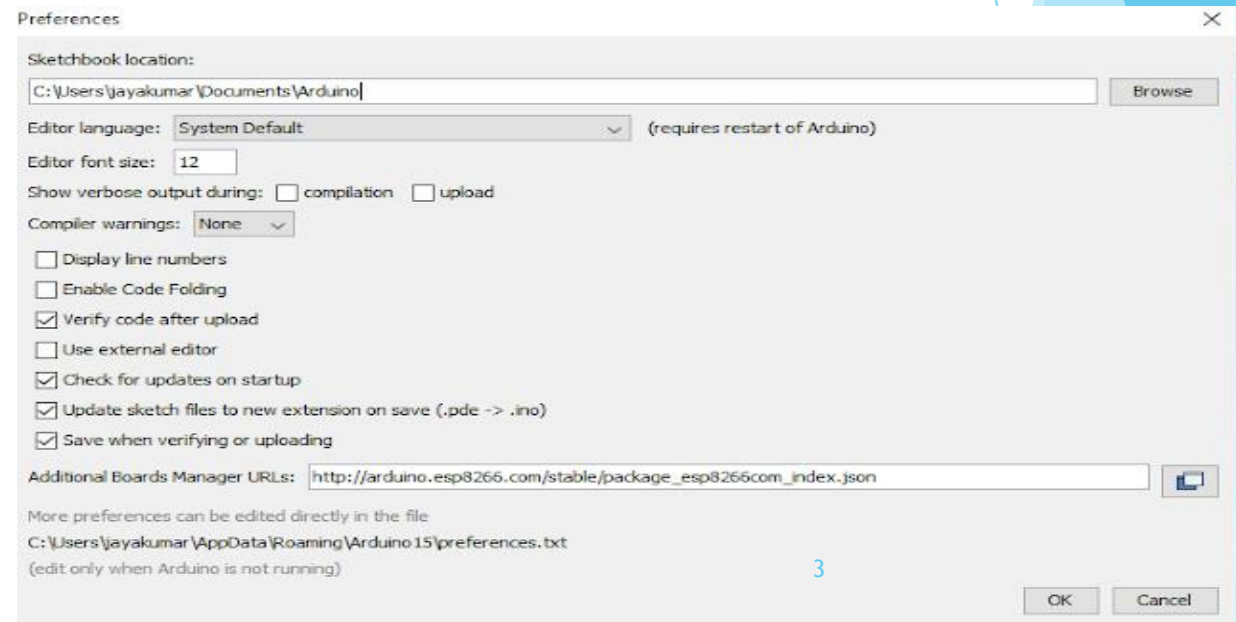 Preferences
Sketchbook location:
C:\Users\jayakumar\Documents\Arduino Browse
Editor language: System Default (requires restart of Arduino)
Editor font size: 12
Show verbose output during: compilation upload
Compiler warnings: None
Display line numbers
Enable Code Folding
Verify code after upload
Use external editor
Check for updates on startup
Update sketch files to new extension on save (.pde -> .ino)
Save when verifying or uploading
Additional Boards Manager URLs: http://arduino.esp8266.com/stable/package_esp8266com_index.json
More preferences can be edited directly in the file
C:\Users\jayakumar\AppData\Roaming\Arduino15\preferences.txt
(edit only when Arduino is not running)
3
OK Cancel